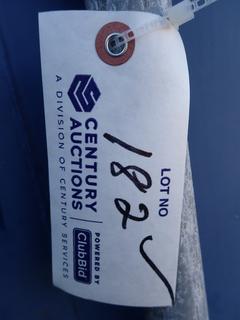 CENTURY
AUCTIONS
A DIVISION OF CENTURY SERVICES
POWERED BY
ClubBid
LOT NO
182